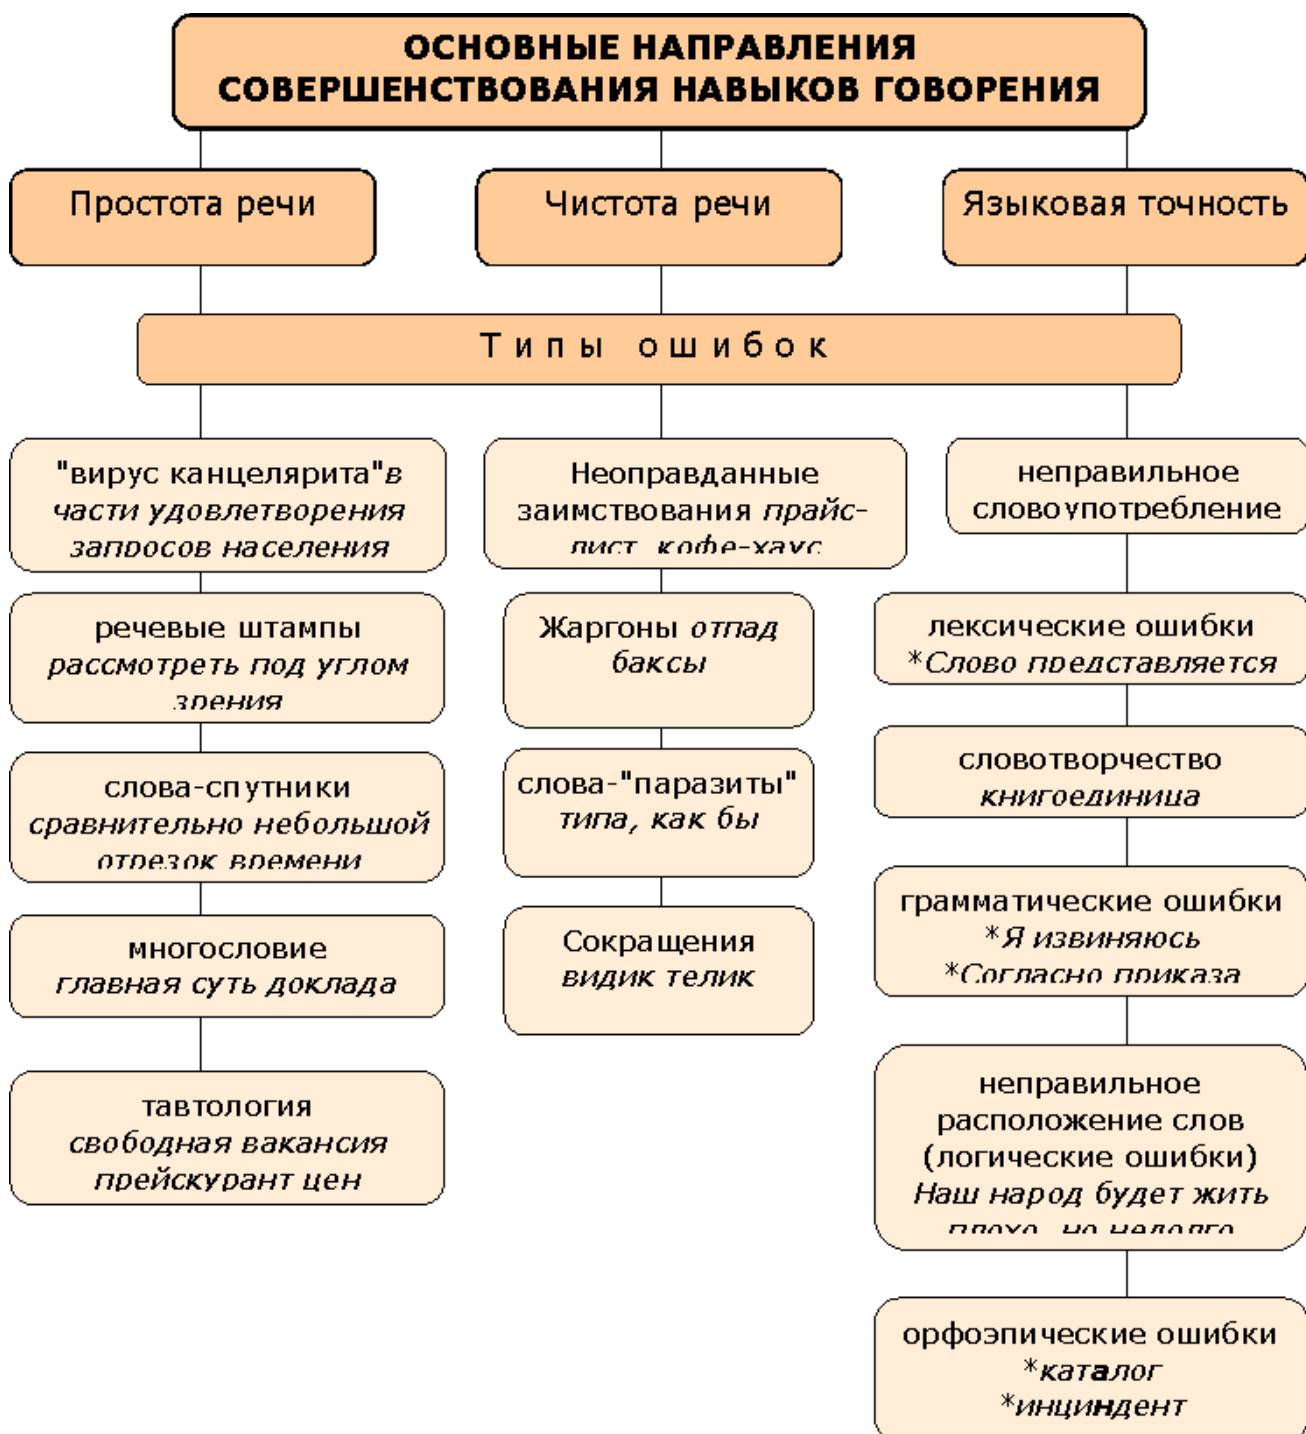 ОСНОВНЫЕ НАПРАВЛЕНИЯ
СОВЕРШЕНСТВОВАНИЯ НАВЫКОВ ГОВОРЕНИЯ
Простота речи
Чистота речи
Языковая точность
Типы ошибок
"вирус канцелярита"в
части удовлетворения
запросов населения
речевые штампы
рассмотреть под углом
зрения
слова-спутники
сравнительно небольшой
отрезок времени
многословие
главная суть доклада
тавтология
свободная вакансия
прейскурант цен
Неоправданные
заимствования прайс-
лист, кофе-хаус
Жаргоны отпад
баксы
слова-"паразиты"
типа, как бы
Сокращения
видик телик
неправильное
словоупотребление
лексические ошибки
*Слово представляется
словотворчество
книгоединица
грамматические ошибки
*Я извиняюсь
*Согласно приказа
неправильное
расположение слов
(логические ошибки)
Наш народ будет жить
плохо, но недолго
орфоэпические ошибки
*каталог
*инциндент